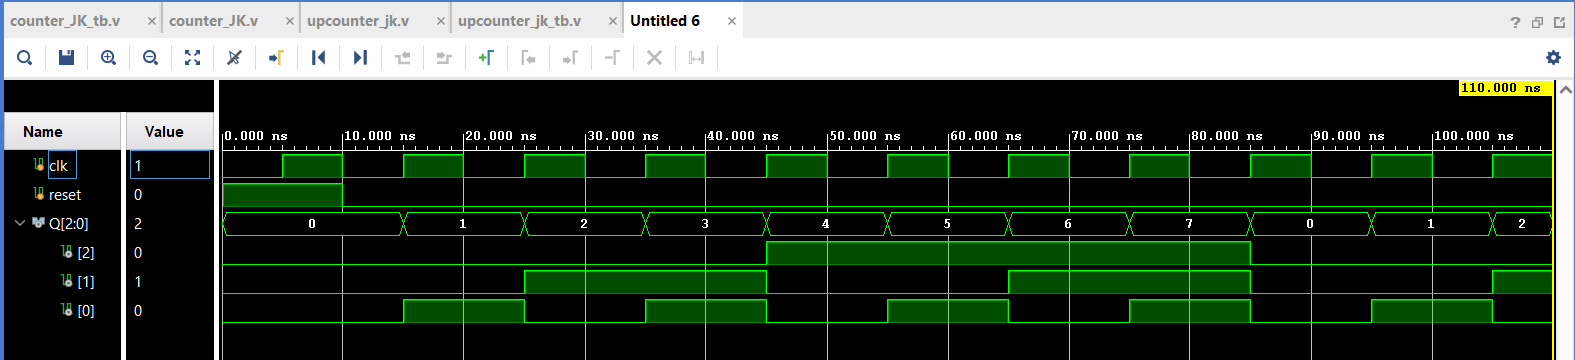 counter_JK_tb.v × counter_JK.v × upcounter_jk.v × upcounter_jk_tb.v × Untitled 6 ×
110.000 ns
Name Value
0.000 ns 10.000 ns 20.000 ns 30.000 ns 40.000 ns 50.000 ns 60.000 ns 70.000 ns 80.000 ns 90.000 ns 100.000 ns
clk 1
reset 0
Q[2:0] 2 0 1 2 3 4 5 6 7 0 1 2
[2] 0
[1] 1
[0] 0